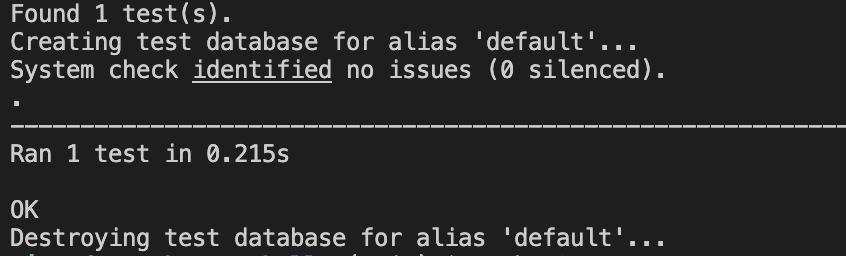 Found 1 test(s).
Creating test database for alias 'default'...
System check identified no issues (0 silenced).
.
----------------------------------------------------------------------
Ran 1 test in 0.215s
OK
Destroying test database for alias 'default'...